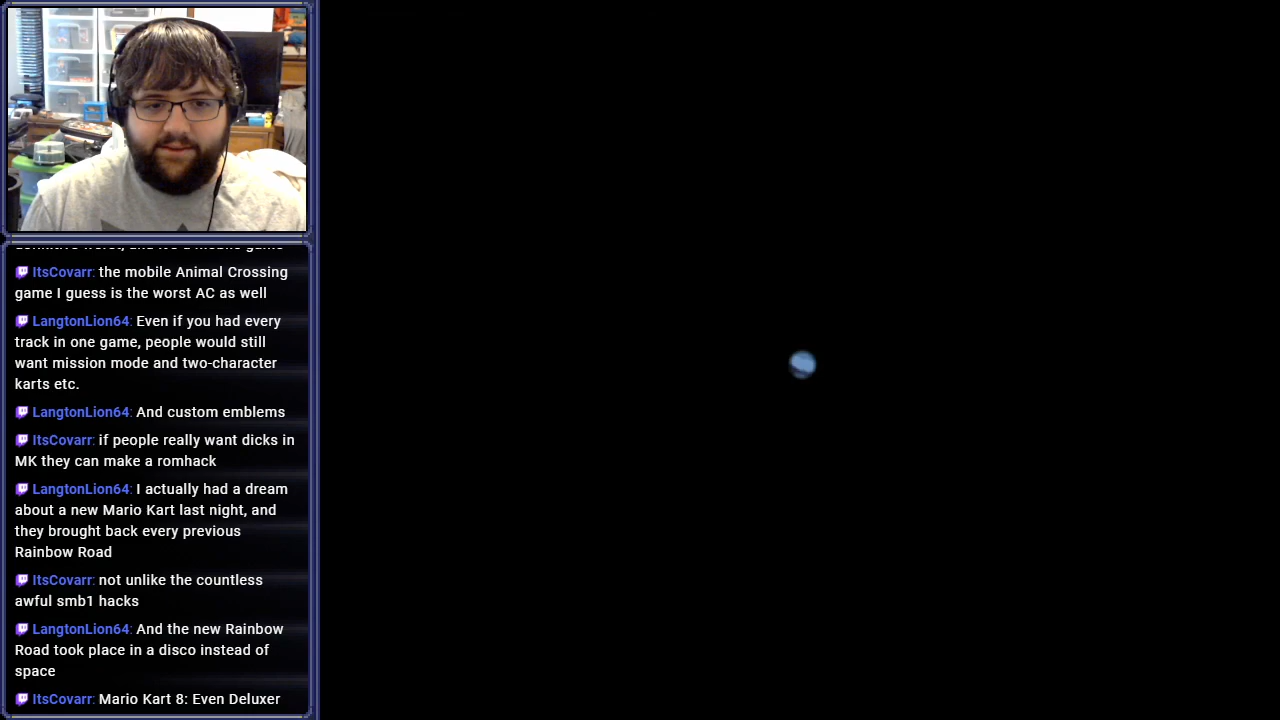 ItsCovarr: the mobile Animal Crossing
game I guess is the worst AC as well
LangtonLion64: Even if you had every
track in one game, people would still
want mission mode and two-character
karts etc.
LangtonLion64: And custom emblems
ItsCovarr: if people really want dicks in
MK they can make a romhack
LangtonLion64: I actually had a dream
about a new Mario Kart last night, and
they brought back every previous
Rainbow Road
ItsCovarr: not unlike the countless
awful smb1 hacks
LangtonLion64: And the new Rainbow
Road took place in a disco instead of
space
ItsCovarr: Mario Kart 8: Even Deluxer